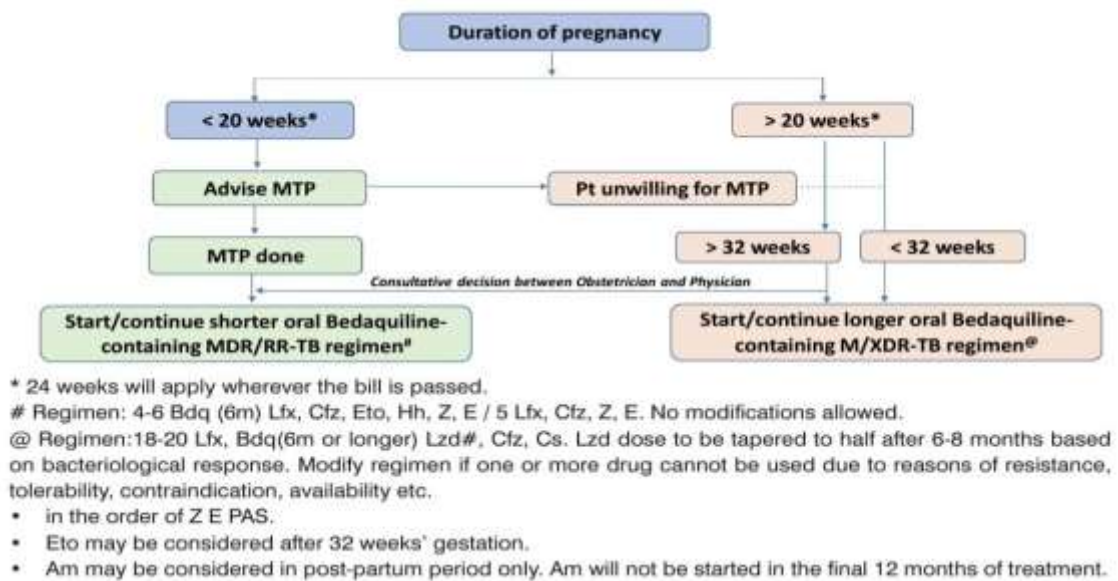 Duration of pregnancy
< 20 weeks*
> 20 weeks*
Advise MTP
Pt unwilling for MTP
MTP done
> 32 weeks
< 32 weeks
Consultative decision between Obstetrician and Physician
Start/continue shorter oral Bedaquiline-
containing MDR/RR-TB regimen#
Start/continue longer oral Bedaquiline-
containing M/XDR-TB regimen@
* 24 weeks will apply wherever the bill is passed.
# Regimen: 4-6 Bdq (6m) Lfx, Cfz, Eto, Hh, Z, E / 5 Lfx, Cfz, Z, E. No modifications allowed.
@ Regimen:18-20 Lfx, Bdq(6m or longer) Lzd#, Cfz, Cs. Lzd dose to be tapered to half after 6-8 months based
on bacteriological response. Modify regimen if one or more drug cannot be used due to reasons of resistance,
tolerability, contraindication, availability etc.
• in the order of Z E PAS.
• Eto may be considered after 32 weeks' gestation.
• Am may be considered in post-partum period only. Am will not be started in the final 12 months of treatment.